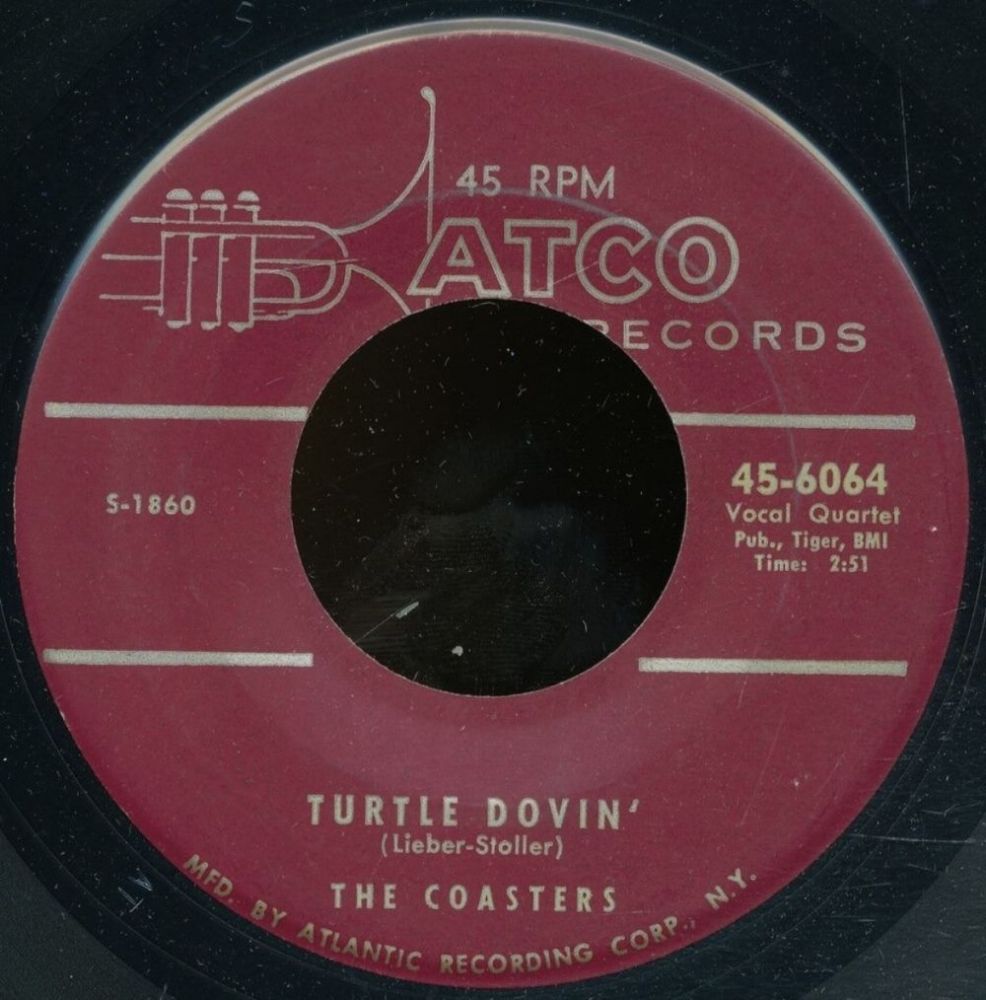 45 RPM
ATCO
RECORDS
S-1860
45-6064
Vocal Quartet
Pub., Tiger, BMI
Time: 2:51
TURTLE DOVIN'
(Lieber-Stoller)
THE COASTERS
MFD. BY ATLANTIC RECORDING CORP., N.Y.